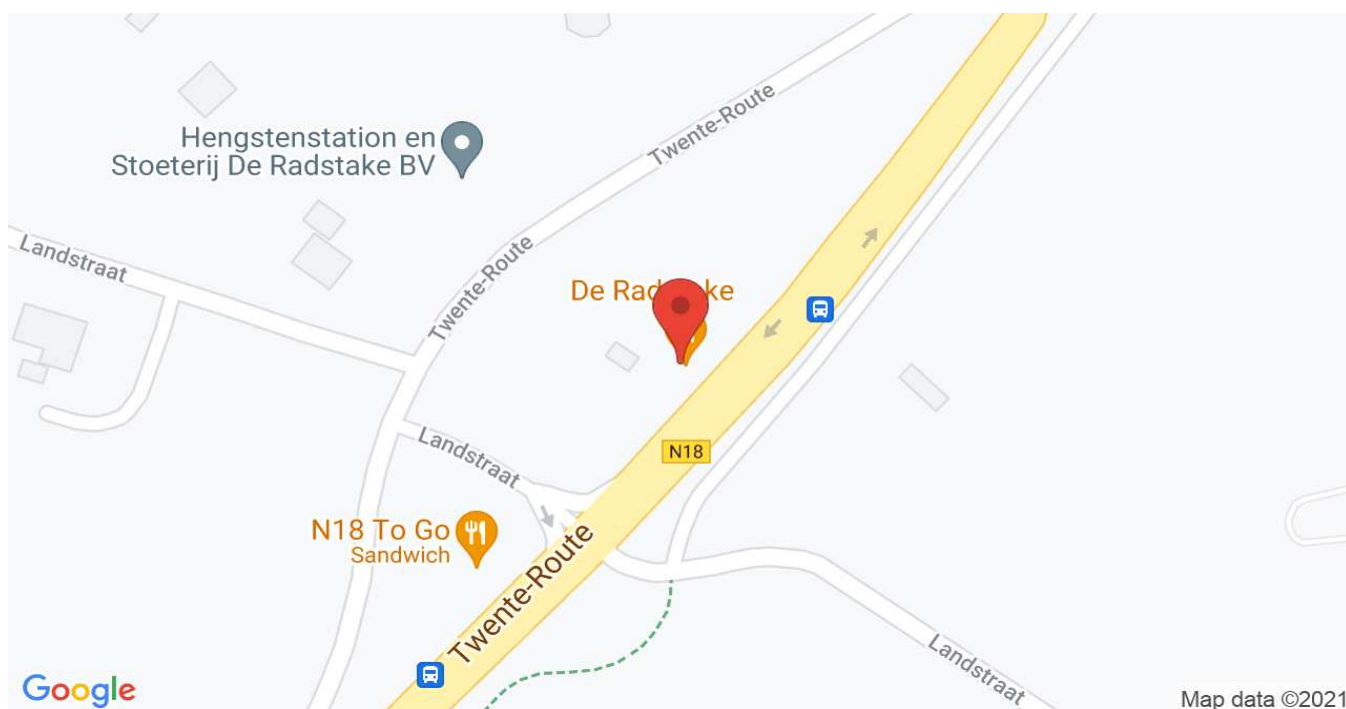 Twente-Route
Hengstenstation en
Stoeterij De Radstake BV
Landstraat
Twente-Route
De Rad ke
N18
Landstraat
N18 To Go
Sandwich
Twente-Route
Landstraat
Google
Map data ©2021